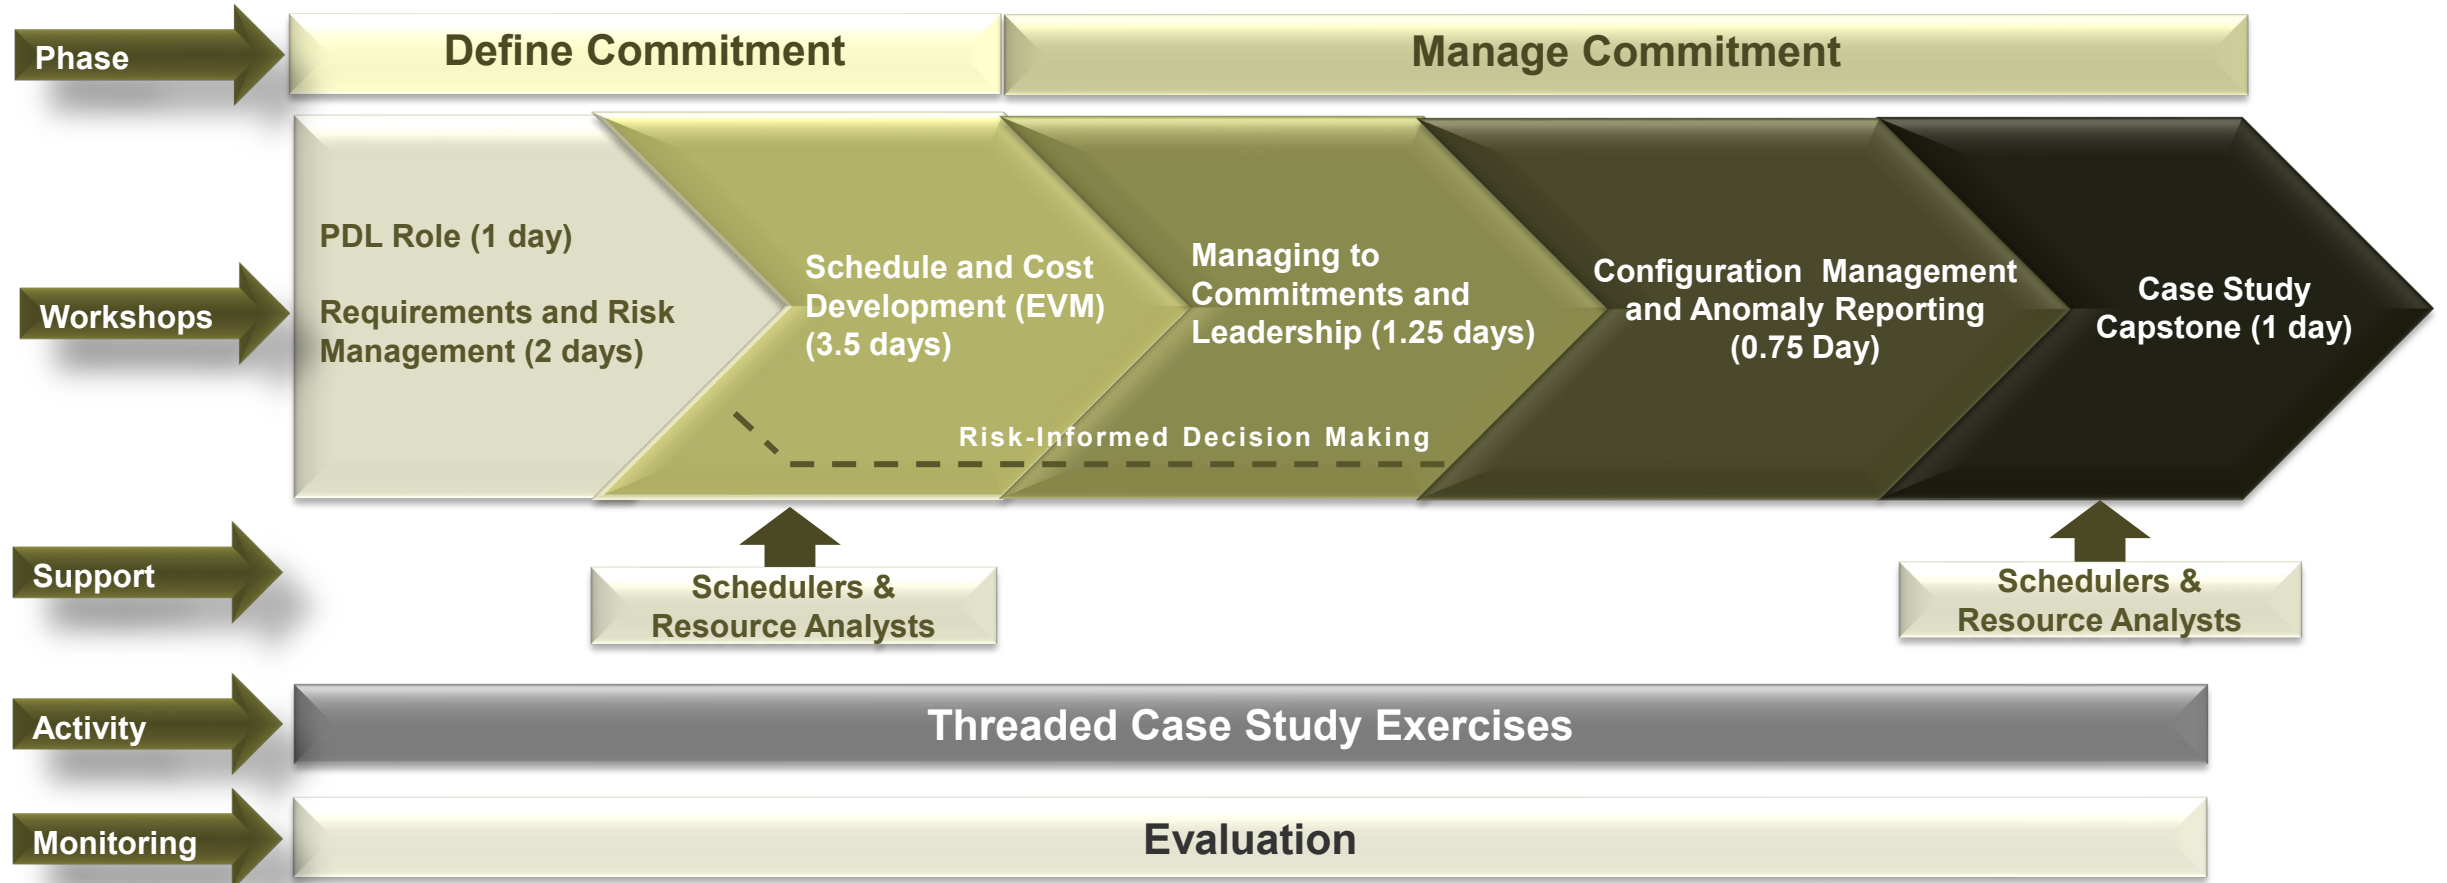 Phase
Define Commitment
Manage Commitment
Workshops
PDL Role (1 day)
Requirements and Risk
Management (2 days)
Schedule and Cost
Development (EVM)
(3.5 days)
Managing to
Commitments and
Leadership (1.25 days)
Configuration Management
and Anomaly Reporting
(0.75 Day)
Case Study
Capstone (1 day)
Risk-Informed Decision Making
Support
Schedulers &
Resource Analysts
Schedulers &
Resource Analysts
Activity
Threaded Case Study Exercises
Monitoring
Evaluation